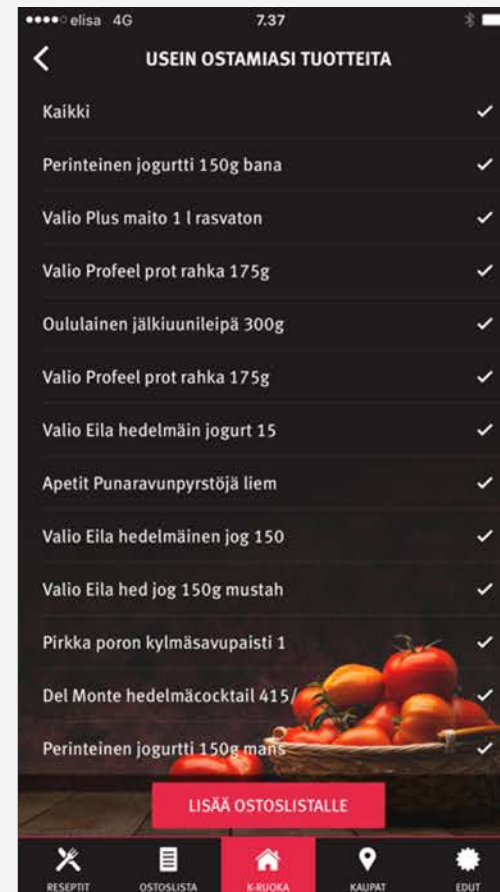 elisa 4G 7.37
USEIN OSTAMIASI TUOTTEITA
Kaikki
Perinteinen jogurtti 150g bana
Valio Plus maito 1 l rasvaton
Valio Profeel prot rahka 175g
Oululainen jälkiuunileipä 300g
Valio Profeel prot rahka 175g
Valio Eila hedelmäin jogurt 15
Apetit Punaravunpyrstöjä liem
Valio Eila hedelmäinen jog 150
Valio Eila hed jog 150g mustah
Pirkka poron kylmäsavupaisti 1
Del Monte hedelmäcocktail 415/
Perinteinen jogurtti 150g mans
LISÄÄ OSTOSLISTALLE
RESEPTIT OSTOSLISTA K-RUOKA KAUPAT EDUT